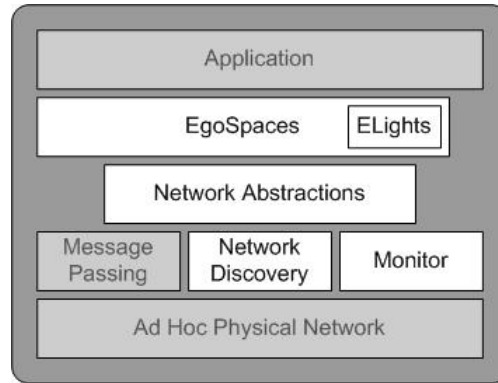 Application
EgoSpaces
ELights
Network Abstractions
Message
Passing
Network
Discovery
Monitor
Ad Hoc Physical Network